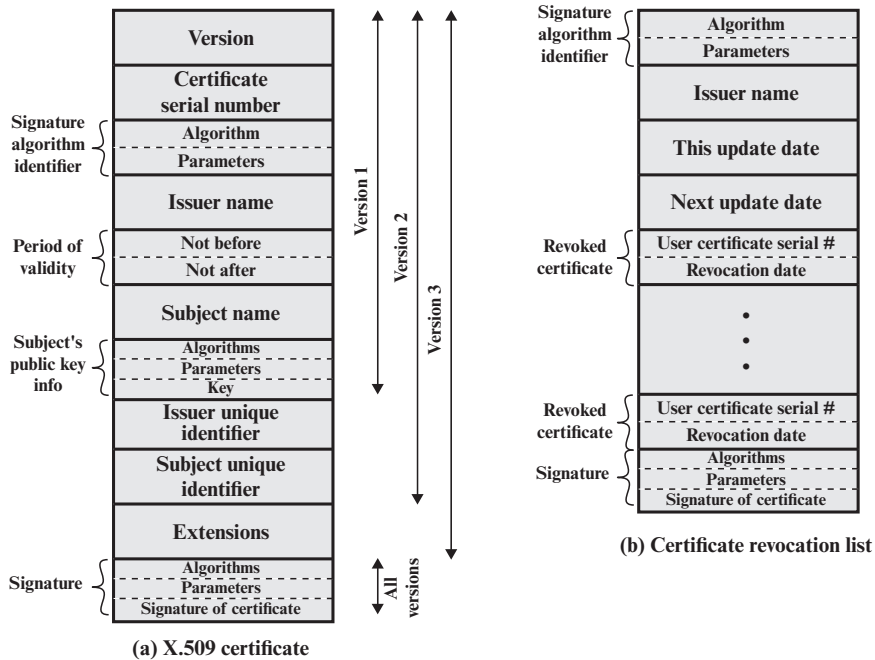 Version
Certificate
serial number
Signature
algorithm
identifier
Algorithm
Parameters
Issuer name
Period of
validity
Not before
Not after
Subject name
Subject's
public key
info
Algorithms
Parameters
Key
Issuer unique
identifier
Subject unique
identifier
Extensions
Signature
Algorithms
Parameters
Signature of certificate
Version 1
Version 2
Version 3
All
versions
(a) X.509 certificate
Signature
algorithm
identifier
Algorithm
Parameters
Issuer name
This update date
Next update date
Revoked
certificate
User certificate serial #
Revocation date
•
•
•
Revoked
certificate
User certificate serial #
Revocation date
Signature
Algorithms
Parameters
Signature of certificate
(b) Certificate revocation list